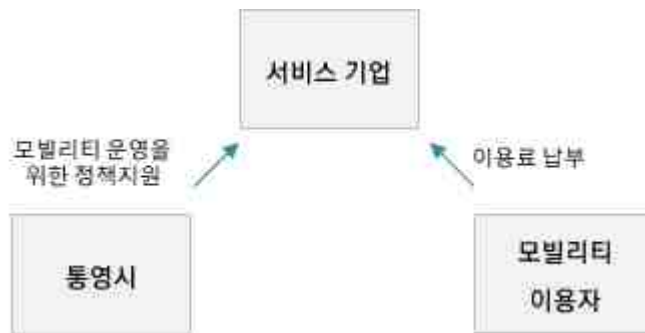 서비스 기업
모빌리티 운영을
위한 정책지원
이용료 납부
통영시
모빌리티
이용자